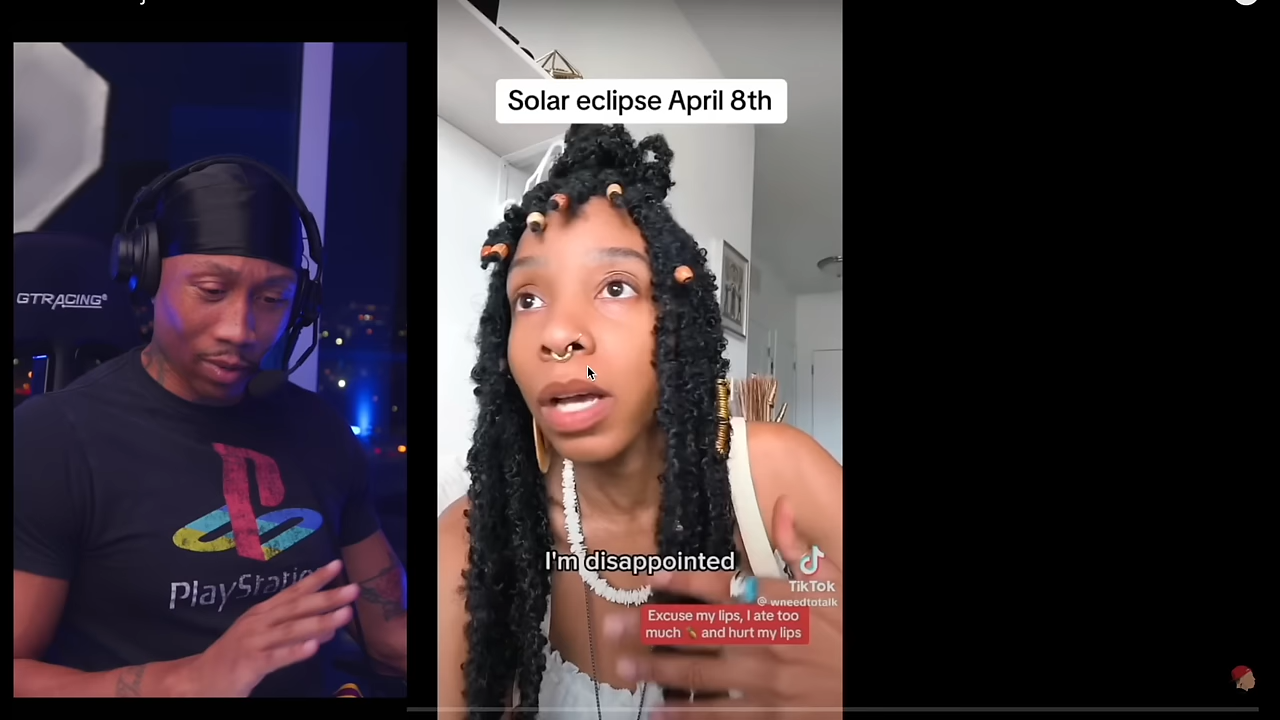 Solar eclipse April 8th
GTRACING
PlayStation
I'm disappointed
TikTok
@ wneedtotalk
Excuse my lips, I ate too
much 🍗 and hurt my lips